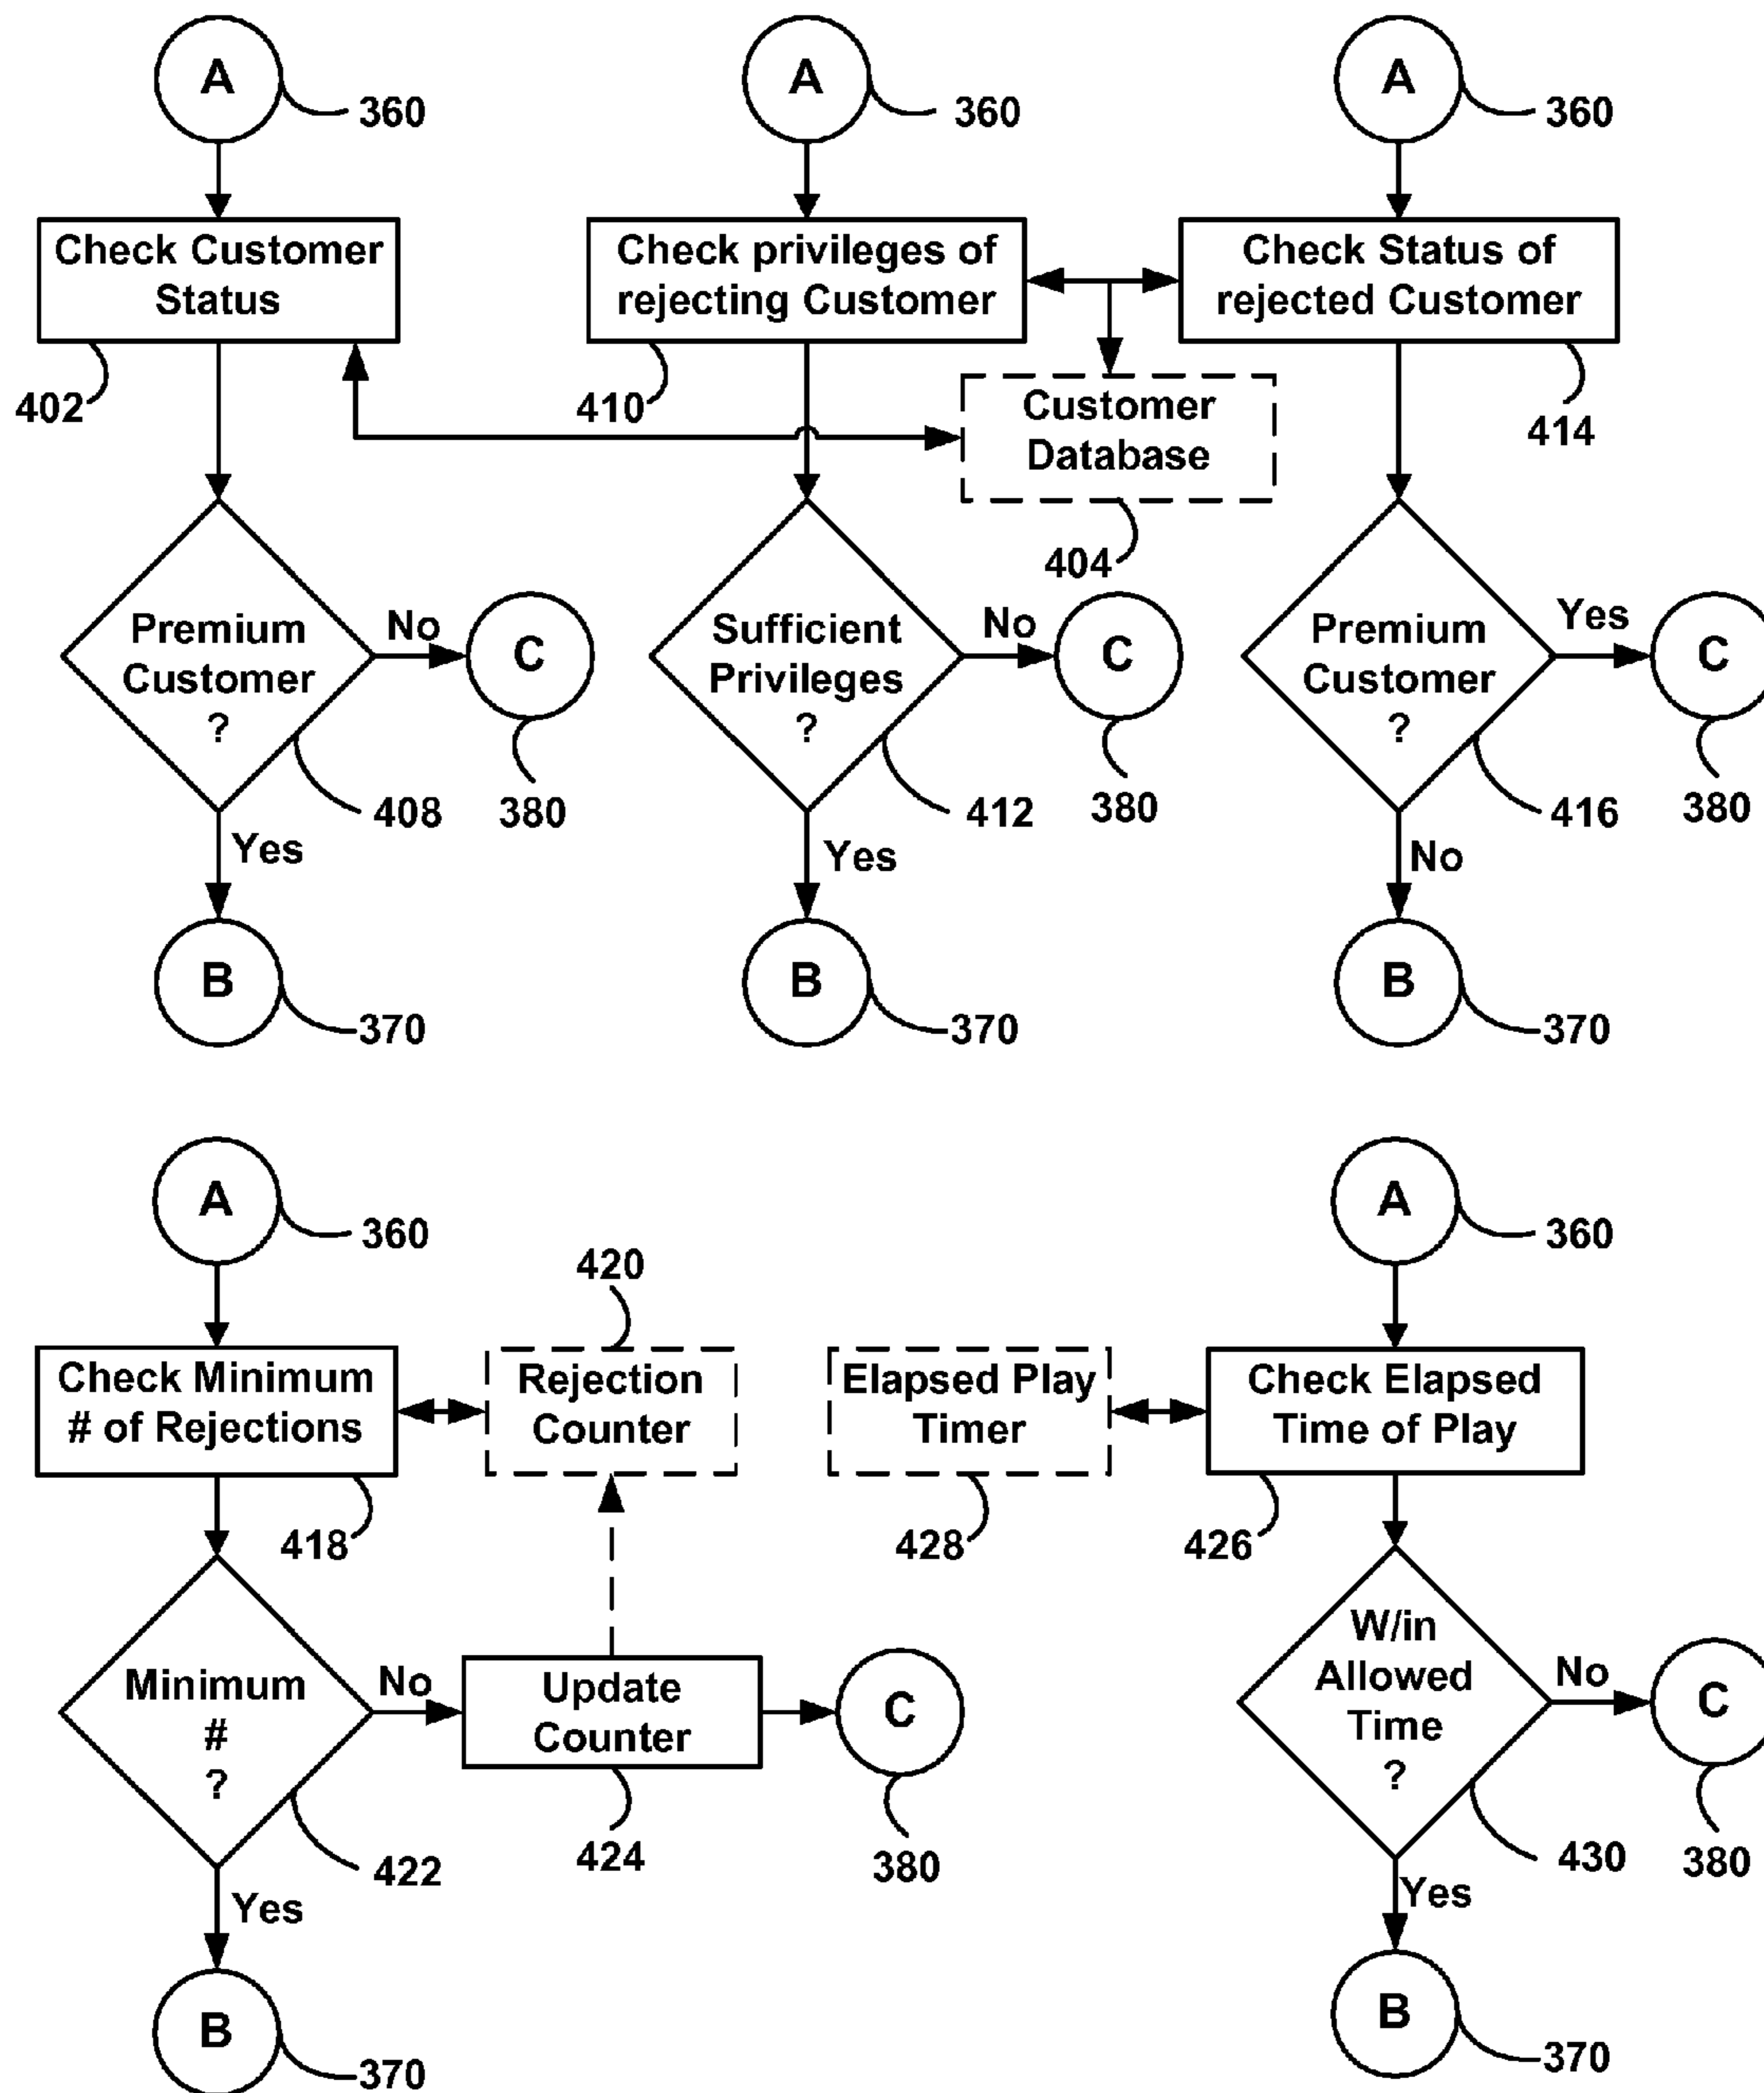 A
360
A
360
A
360
Check Customer
Status
Check privileges of
rejecting Customer
Check Status of
rejected Customer
402
410
Customer
Database
414
404
Premium
Customer
?
No
C
Sufficient
Privileges
?
No
C
Premium
Customer
?
Yes
C
408
380
412
380
416
380
Yes
Yes
No
B
370
B
370
B
370
A
360
A
360
420
Check Minimum
# of Rejections
Rejection
Counter
Elapsed Play
Timer
Check Elapsed
Time of Play
418
428
426
Minimum
#
?
No
Update
Counter
C
W/in
Allowed
Time
?
No
C
422
424
380
430
380
Yes
Yes
B
370
B
370